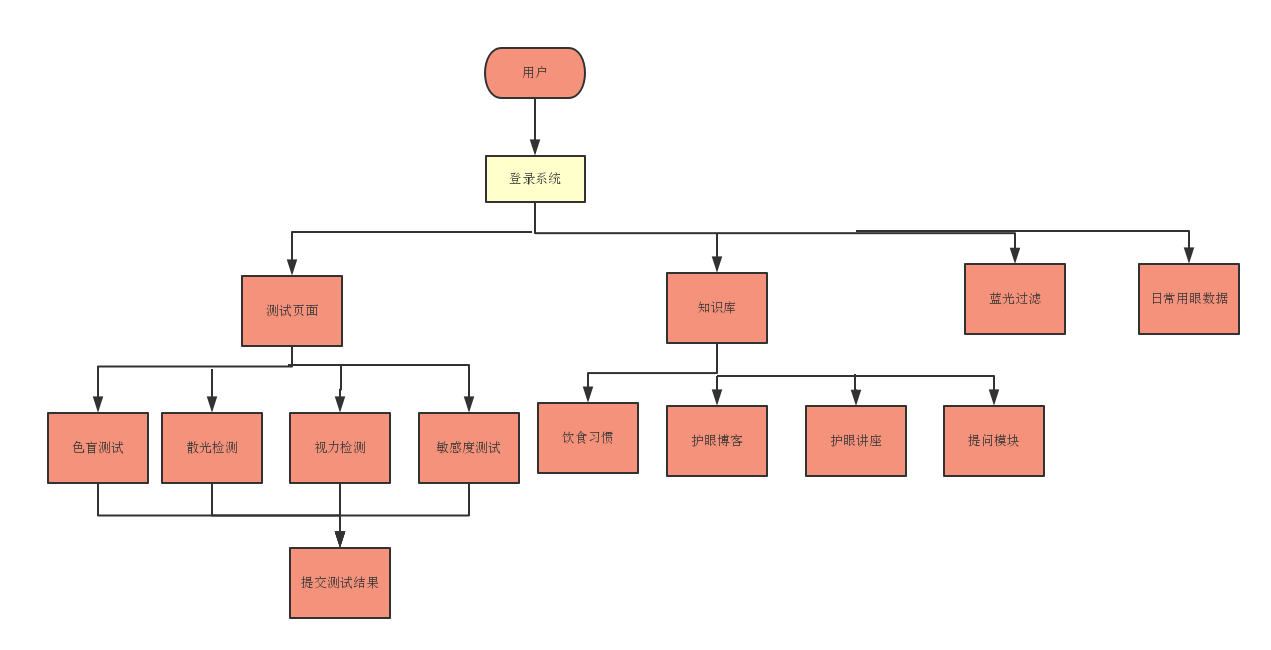 用户
登录系统
测试页面
知识库
蓝光过滤
日常用眼数据
色盲测试
散光检测
视力检测
敏感度测试
饮食习惯
护眼博客
护眼讲座
提问模块
提交测试结果